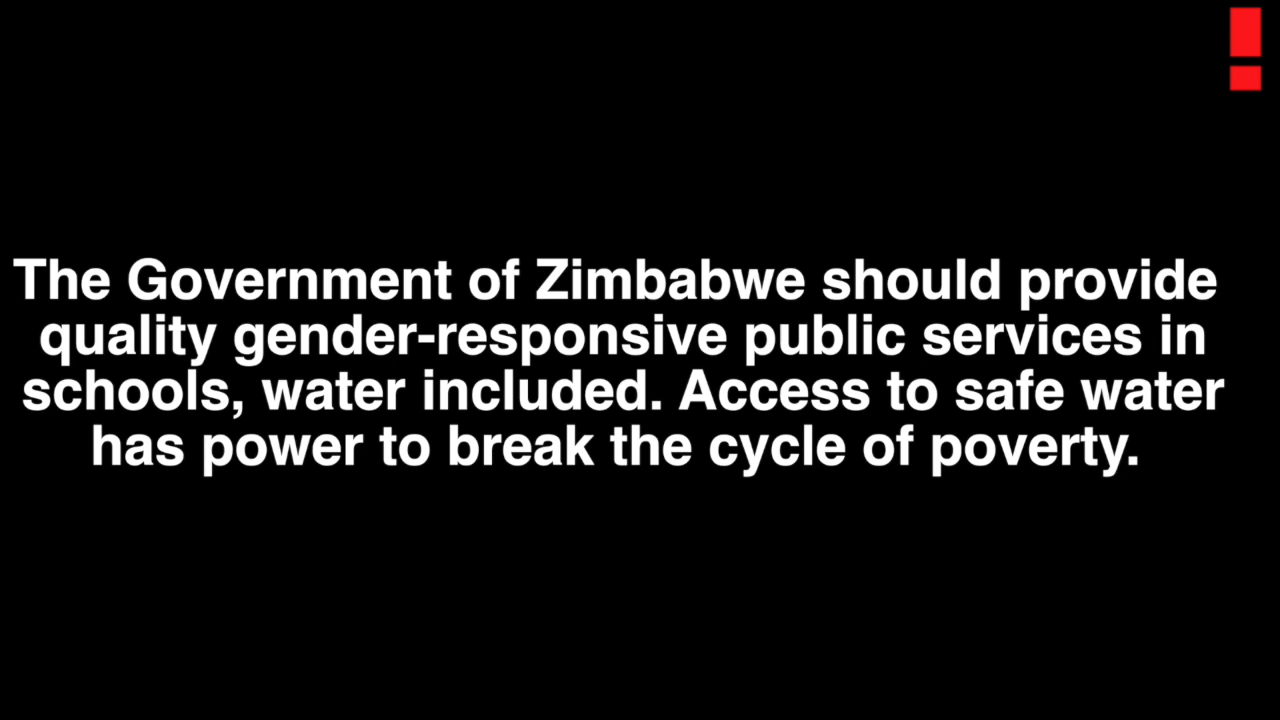 The Government of Zimbabwe should provide
quality gender-responsive public services in
schools, water included. Access to safe water
has power to break the cycle of poverty.